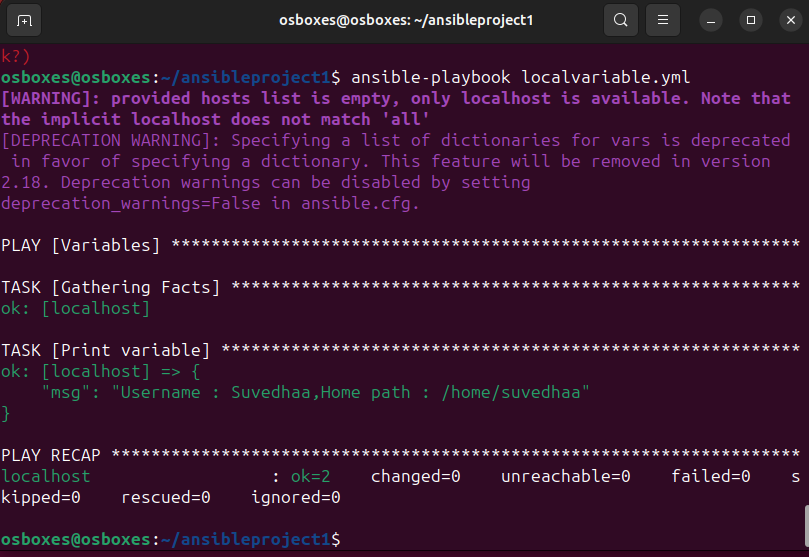 osboxes@osboxes: ~/ansibleproject1
k?)
osboxes@osboxes:~/ansibleproject1$ ansible-playbook localvariable.yml
[WARNING]: provided hosts list is empty, only localhost is available. Note that
the implicit localhost does not match 'all'
[DEPRECATION WARNING]: Specifying a list of dictionaries for vars is deprecated
 in favor of specifying a dictionary. This feature will be removed in version
2.18. Deprecation warnings can be disabled by setting
deprecation_warnings=False in ansible.cfg.
PLAY [Variables] ***************************************************************
TASK [Gathering Facts] *********************************************************
ok: [localhost]
TASK [Print variable] **********************************************************
ok: [localhost] => {
    "msg": "Username : Suvedhaa,Home path : /home/suvedhaa"
}
PLAY RECAP *********************************************************************
localhost                  : ok=2    changed=0    unreachable=0    failed=0    s
kipped=0    rescued=0    ignored=0
osboxes@osboxes:~/ansibleproject1$